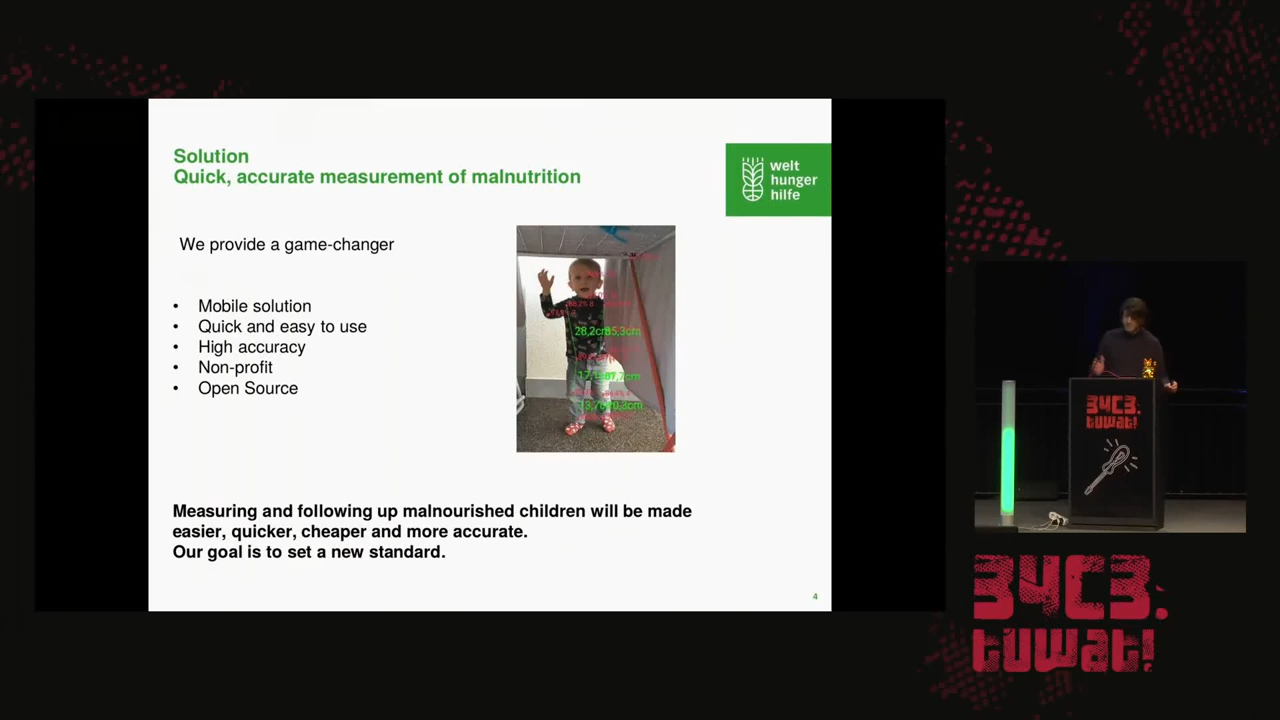 Solution
Quick, accurate measurement of malnutrition
welt
hunger
hilfe
We provide a game-changer
• Mobile solution
• Quick and easy to use
• High accuracy
• Non-profit
• Open Source
Measuring and following up malnourished children will be made
easier, quicker, cheaper and more accurate.
Our goal is to set a new standard.
4
34C3.
tuwat!
34C3.
tuwat!